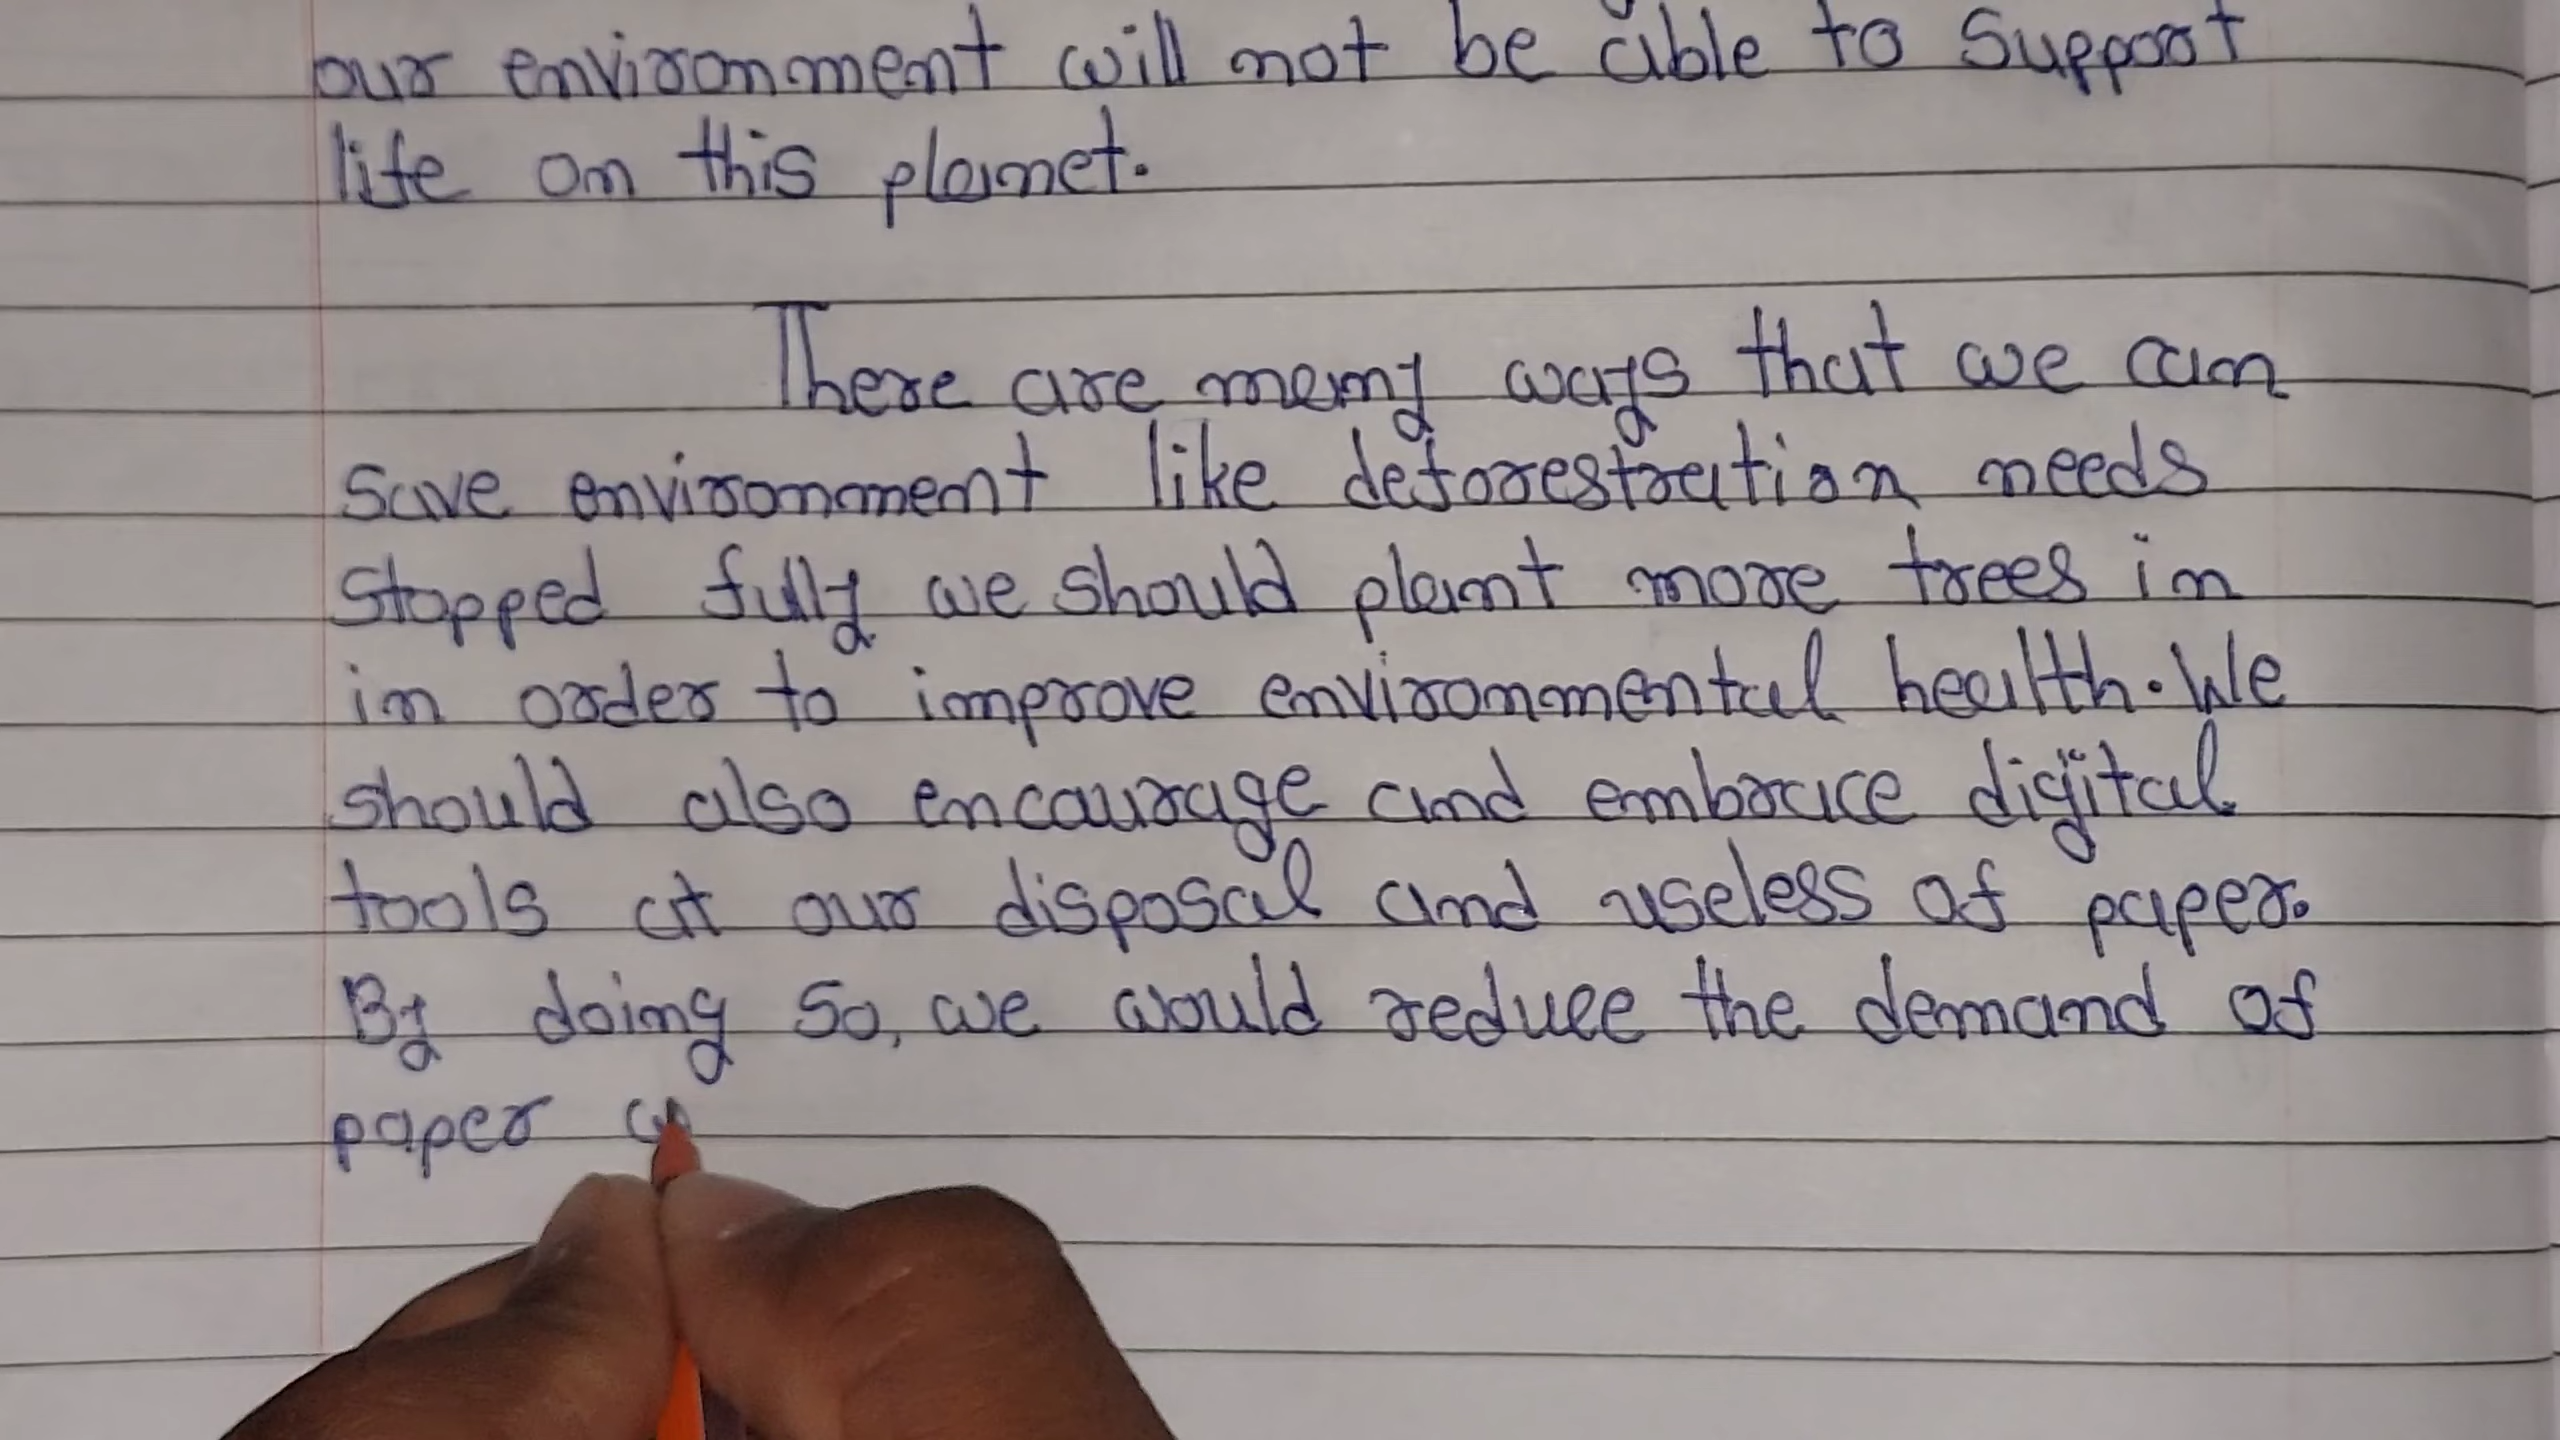 our environment will not be able to support
life on this planet.
There are many ways that we can
save environment like deforestration needs
stopped fully we should plant more trees in
in order to improve environmental health. We
should also encourage and embrace digital
tools at our disposal and useless of paper.
By doing so, we would reduce the demand of
paper